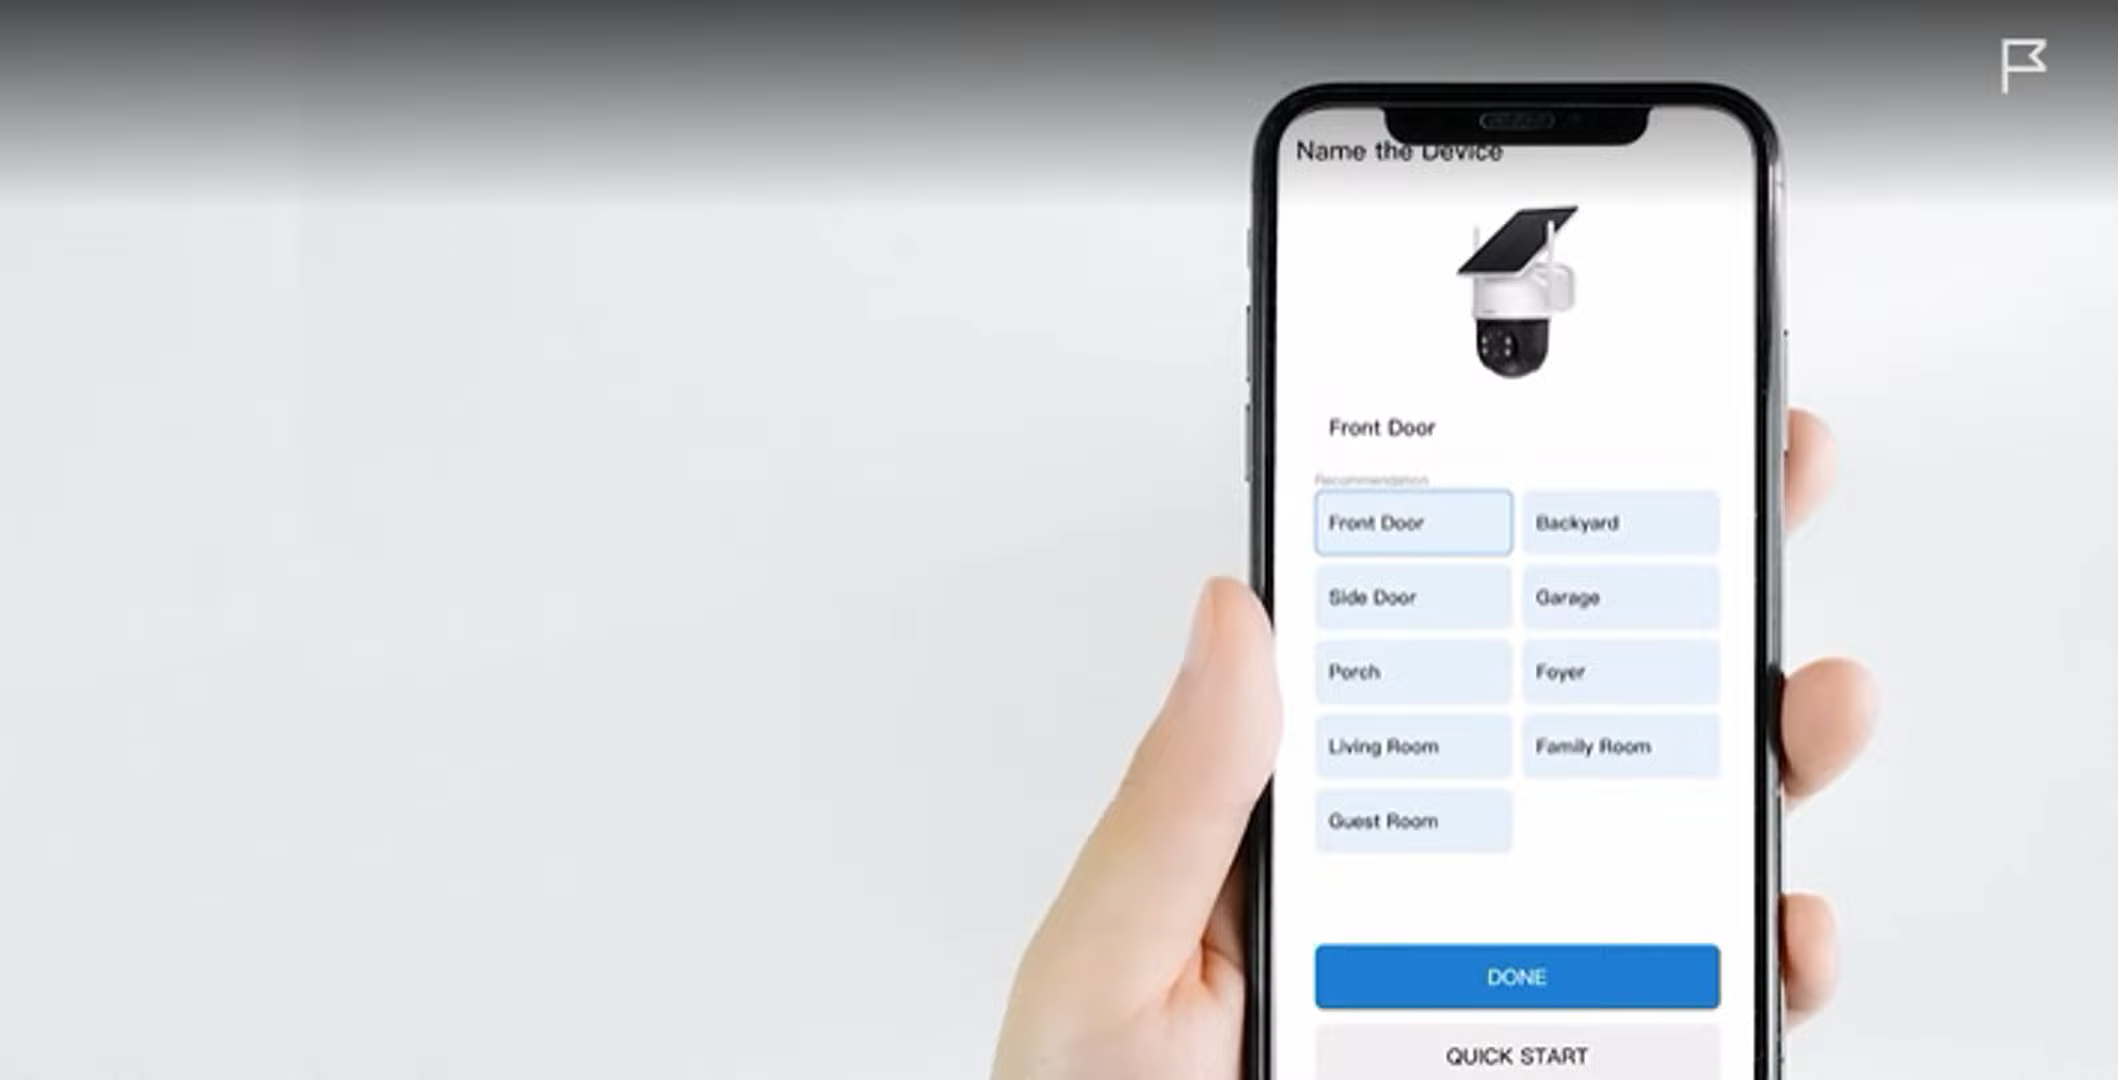 Name the Device
Front Door
Recommendation
Front Door
Backyard
Side Door
Garage
Porch
Foyer
Living Room
Family Room
Guest Room
DONE
QUICK START